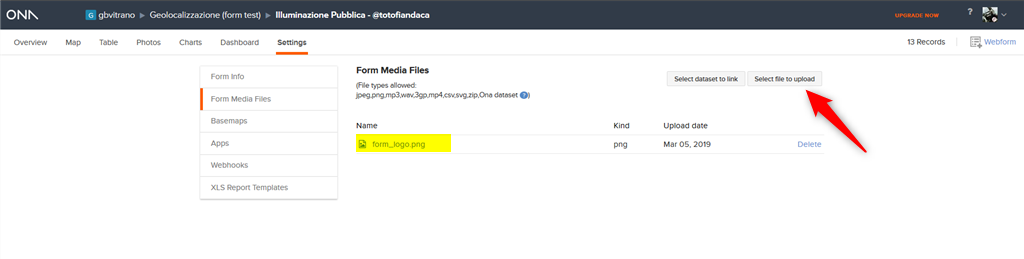 ONA gbvitrano Geolocalizzazione (form test) Illuminazione Pubblica - @totofiandaca UPGRADE NOW ?
Overview Map Table Photos Charts Dashboard Settings 13 Records Webform
Form Info
Form Media Files
Basemaps
Apps
Webhooks
XLS Report Templates
Form Media Files
(File types allowed:
jpeg,png,mp3,wav,3gp,mp4,csv,svg,zip,Ona dataset ?)
Select dataset to link Select file to upload
Name Kind Upload date
form_logo.png png Mar 05, 2019 Delete